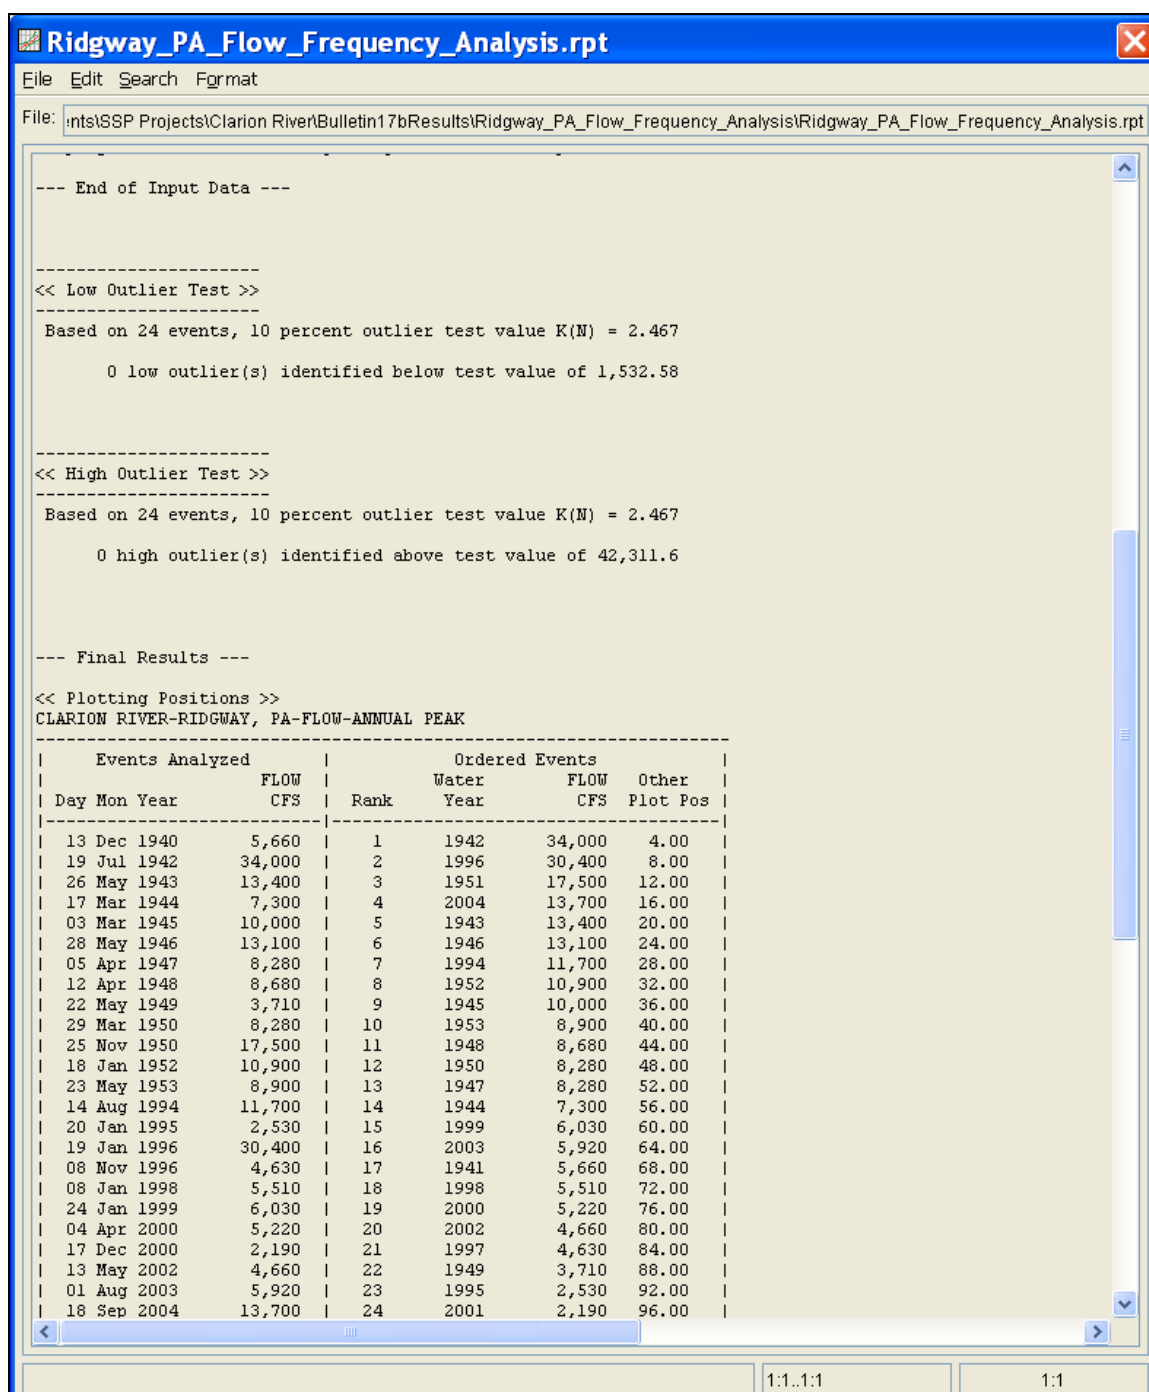 Ridgway_PA_Flow_Frequency_Analysis.rpt
File Edit Search Format
File: nts\SSP Projects\Clarion River\Bulletin17bResults\Ridgway_PA_Flow_Frequency_Analysis\Ridgway_PA_Flow_Frequency_Analysis.rpt
--- End of Input Data ---
----------------------
<< Low Outlier Test >>
----------------------
Based on 24 events, 10 percent outlier test value K(N) = 2.467
0 low outlier(s) identified below test value of 1,532.58
-----------------------
<< High Outlier Test >>
-----------------------
Based on 24 events, 10 percent outlier test value K(N) = 2.467
0 high outlier(s) identified above test value of 42,311.6
--- Final Results ---
<< Plotting Positions >>
CLARION RIVER-RIDGWAY, PA-FLOW-ANNUAL PEAK
--------------------------------------------------------------------
| Events Analyzed | Ordered Events |
| FLOW | Water FLOW Other |
| Day Mon Year CFS | Rank Year CFS Plot Pos |
|---------------------------|--------------------------------------|
| 13 Dec 1940 5,660 | 1 1942 34,000 4.00 |
| 19 Jul 1942 34,000 | 2 1996 30,400 8.00 |
| 26 May 1943 13,400 | 3 1951 17,500 12.00 |
| 17 Mar 1944 7,300 | 4 2004 13,700 16.00 |
| 03 Mar 1945 10,000 | 5 1943 13,400 20.00 |
| 28 May 1946 13,100 | 6 1946 13,100 24.00 |
| 05 Apr 1947 8,280 | 7 1994 11,700 28.00 |
| 12 Apr 1948 8,680 | 8 1952 10,900 32.00 |
| 22 May 1949 3,710 | 9 1945 10,000 36.00 |
| 29 Mar 1950 8,280 | 10 1953 8,900 40.00 |
| 25 Nov 1950 17,500 | 11 1948 8,680 44.00 |
| 18 Jan 1952 10,900 | 12 1950 8,280 48.00 |
| 23 May 1953 8,900 | 13 1947 8,280 52.00 |
| 14 Aug 1994 11,700 | 14 1944 7,300 56.00 |
| 20 Jan 1995 2,530 | 15 1999 6,030 60.00 |
| 19 Jan 1996 30,400 | 16 2003 5,920 64.00 |
| 08 Nov 1996 4,630 | 17 1941 5,660 68.00 |
| 08 Jan 1998 5,510 | 18 1998 5,510 72.00 |
| 24 Jan 1999 6,030 | 19 2000 5,220 76.00 |
| 04 Apr 2000 5,220 | 20 2002 4,660 80.00 |
| 17 Dec 2000 2,190 | 21 1997 4,630 84.00 |
| 13 May 2002 4,660 | 22 1949 3,710 88.00 |
| 01 Aug 2003 5,920 | 23 1995 2,530 92.00 |
| 18 Sep 2004 13,700 | 24 2001 2,190 96.00 |
1:1..1:1 1:1